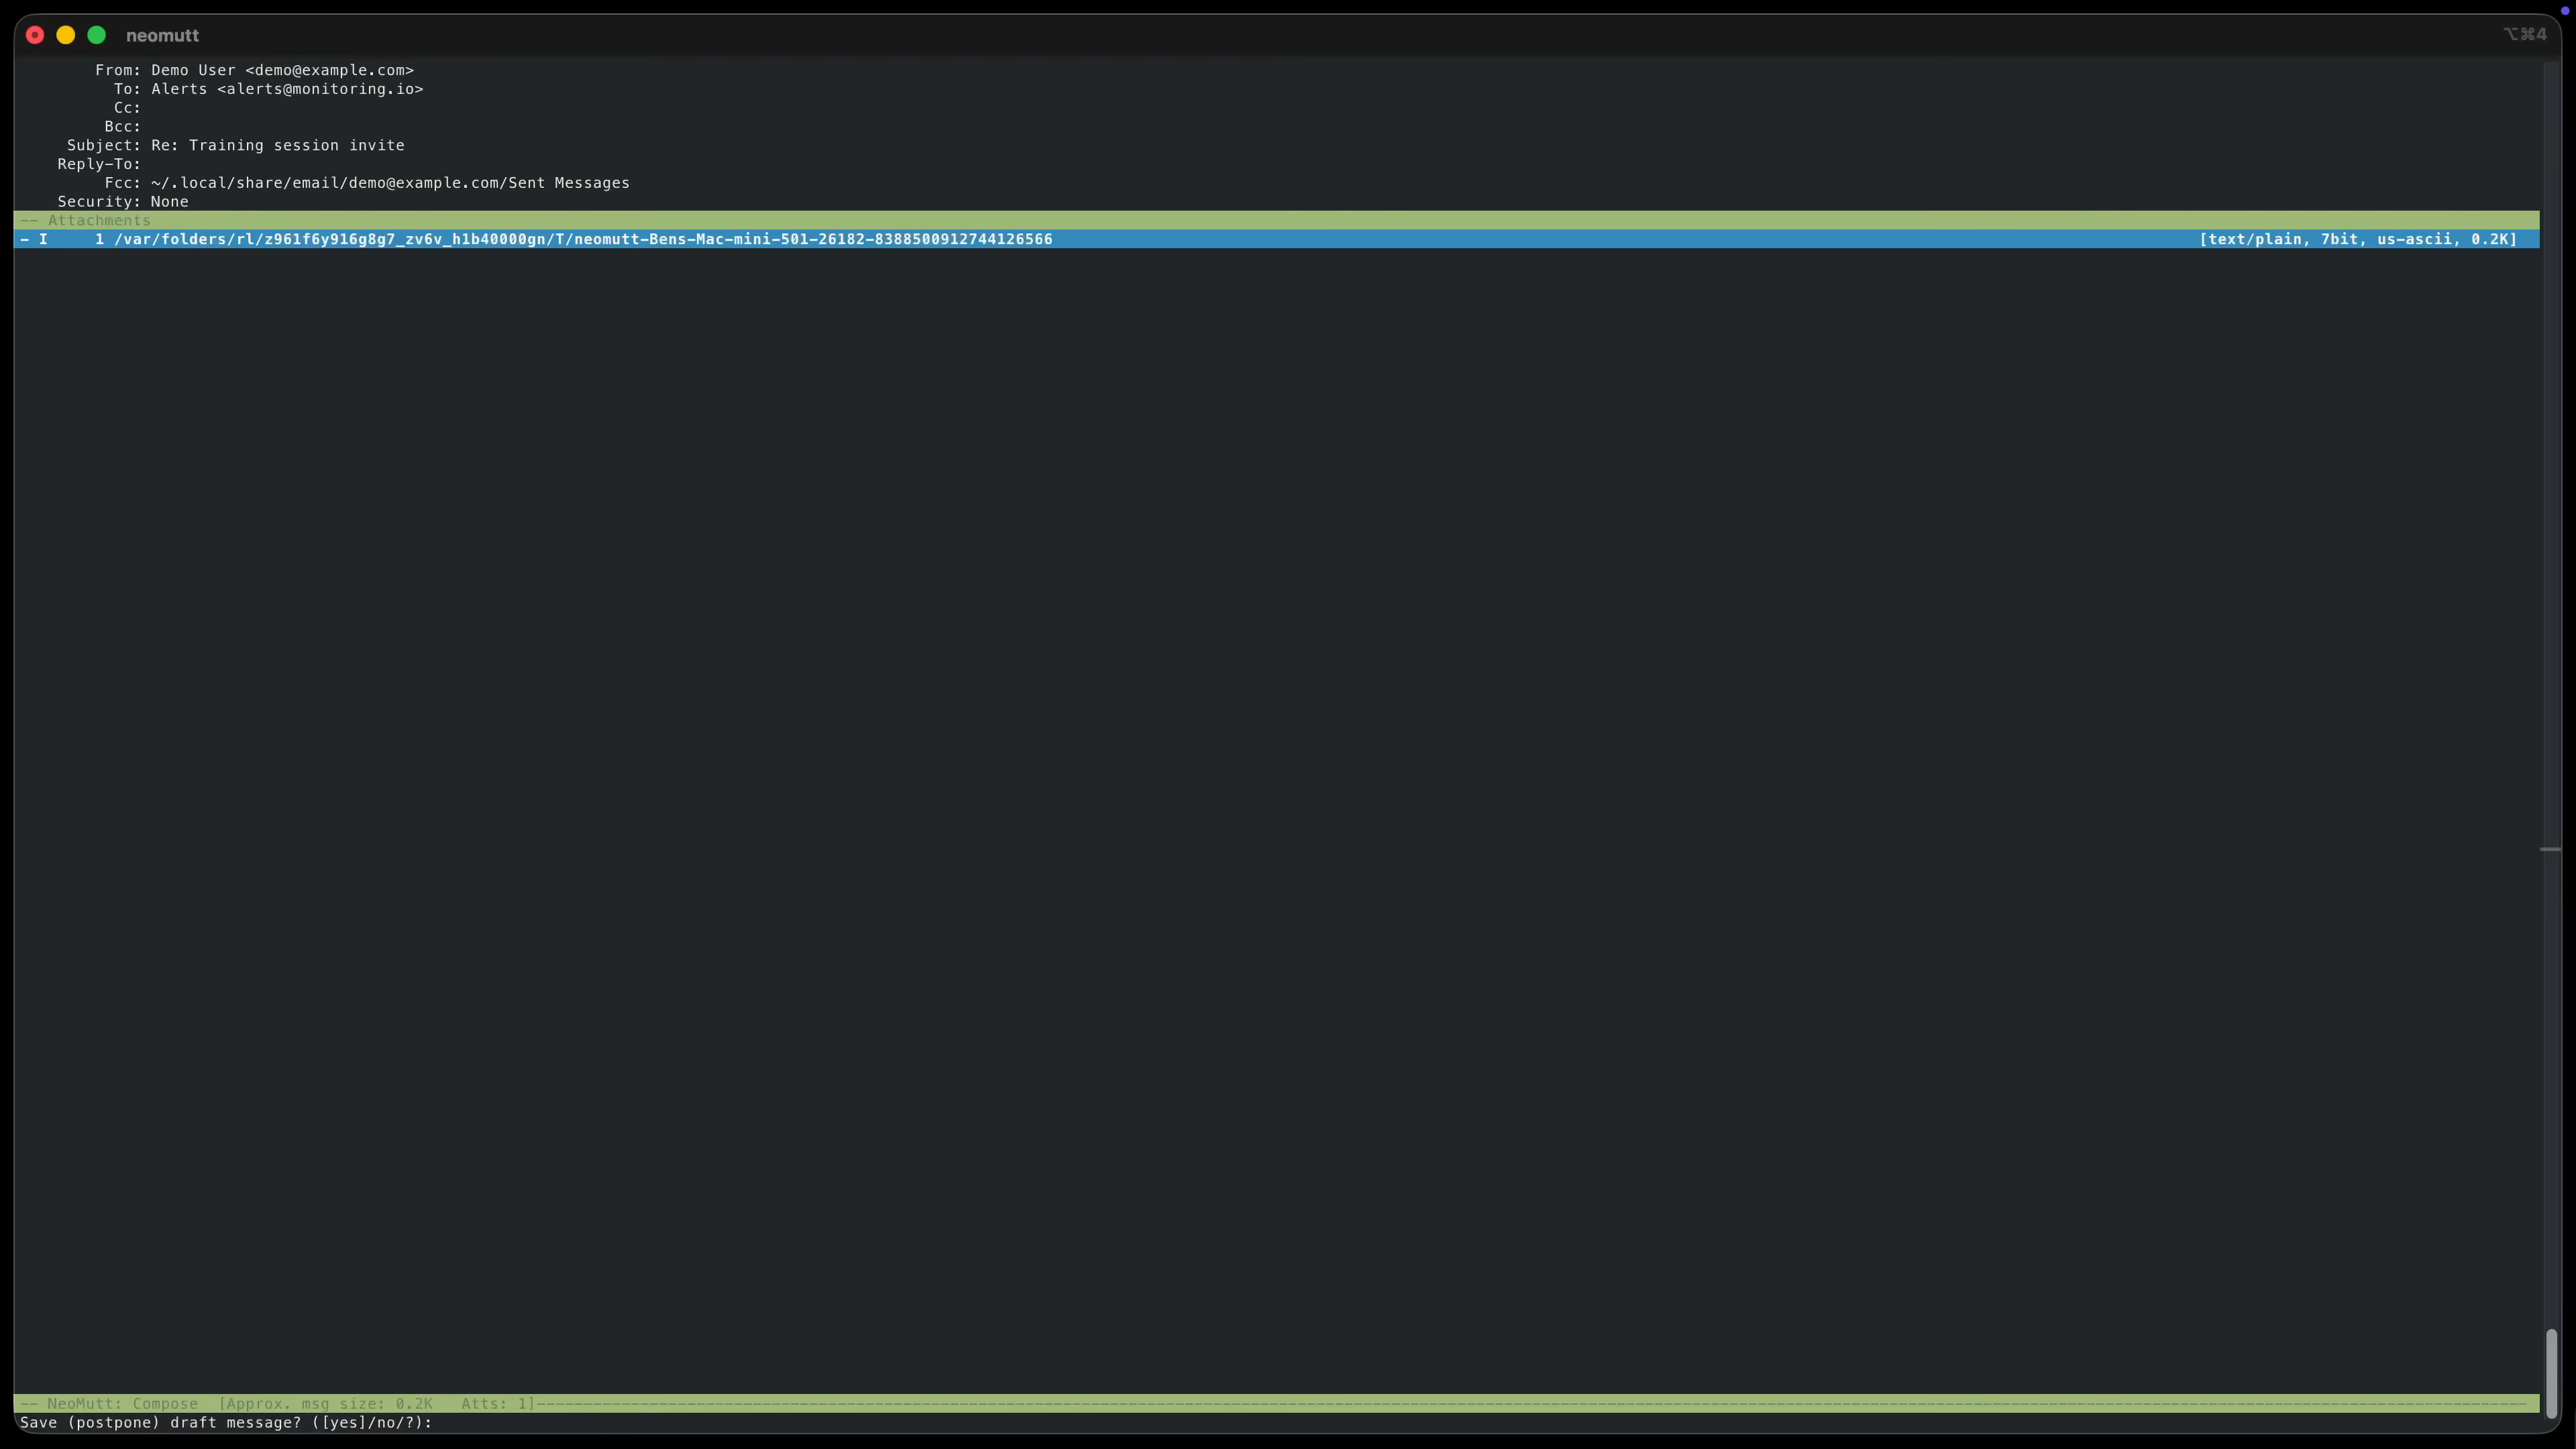 neomutt
⌥⌘4
From: Demo User <demo@example.com>
To: Alerts <alerts@monitoring.io>
Cc:
Bcc:
Subject: Re: Training session invite
Reply-To:
Fcc: ~/.local/share/email/demo@example.com/Sent Messages
Security: None
-- Attachments
- I     1 /var/folders/rl/z961f6y916g8g7_zv6v_h1b40000gn/T/neomutt-Bens-Mac-mini-501-26182-8388500912744126566 [text/plain, 7bit, us-ascii, 0.2K]
-- NeoMutt: Compose  [Approx. msg size: 0.2K   Atts: 1]
Save (postpone) draft message? ([yes]/no/?):